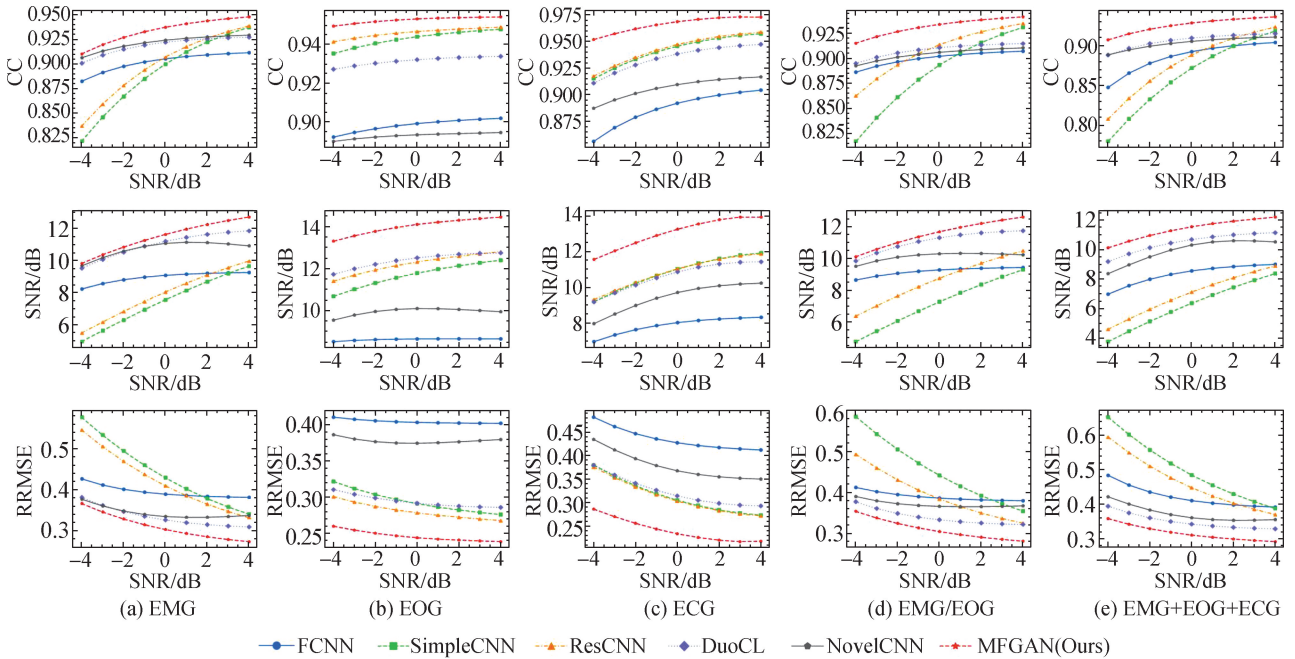 0.950
0.925
0.900
0.875
0.850
0.825
CC
−4 −2 0 2 4
SNR/dB
0.94
0.92
0.90
CC
−4 −2 0 2 4
SNR/dB
0.975
0.950
0.925
0.900
0.875
CC
−4 −2 0 2 4
SNR/dB
0.950
0.925
0.900
0.875
0.850
0.825
CC
−4 −2 0 2 4
SNR/dB
0.90
0.85
0.80
CC
−4 −2 0 2 4
SNR/dB
12
10
8
6
SNR/dB
−4 −2 0 2 4
SNR/dB
14
12
10
SNR/dB
−4 −2 0 2 4
SNR/dB
14
12
10
8
SNR/dB
−4 −2 0 2 4
SNR/dB
12
10
8
6
SNR/dB
−4 −2 0 2 4
SNR/dB
12
10
8
6
4
SNR/dB
−4 −2 0 2 4
SNR/dB
0.5
0.4
0.3
RRMSE
−4 −2 0 2 4
SNR/dB
(a) EMG
0.40
0.35
0.30
0.25
RRMSE
−4 −2 0 2 4
SNR/dB
(b) EOG
0.45
0.40
0.35
0.30
0.25
RRMSE
−4 −2 0 2 4
SNR/dB
(c) ECG
0.6
0.5
0.4
0.3
RRMSE
−4 −2 0 2 4
SNR/dB
(d) EMG/EOG
0.6
0.5
0.4
0.3
RRMSE
−4 −2 0 2 4
SNR/dB
(e) EMG+EOG+ECG
FCNN SimpleCNN ResCNN DuoCL NovelCNN MFGAN(Ours)